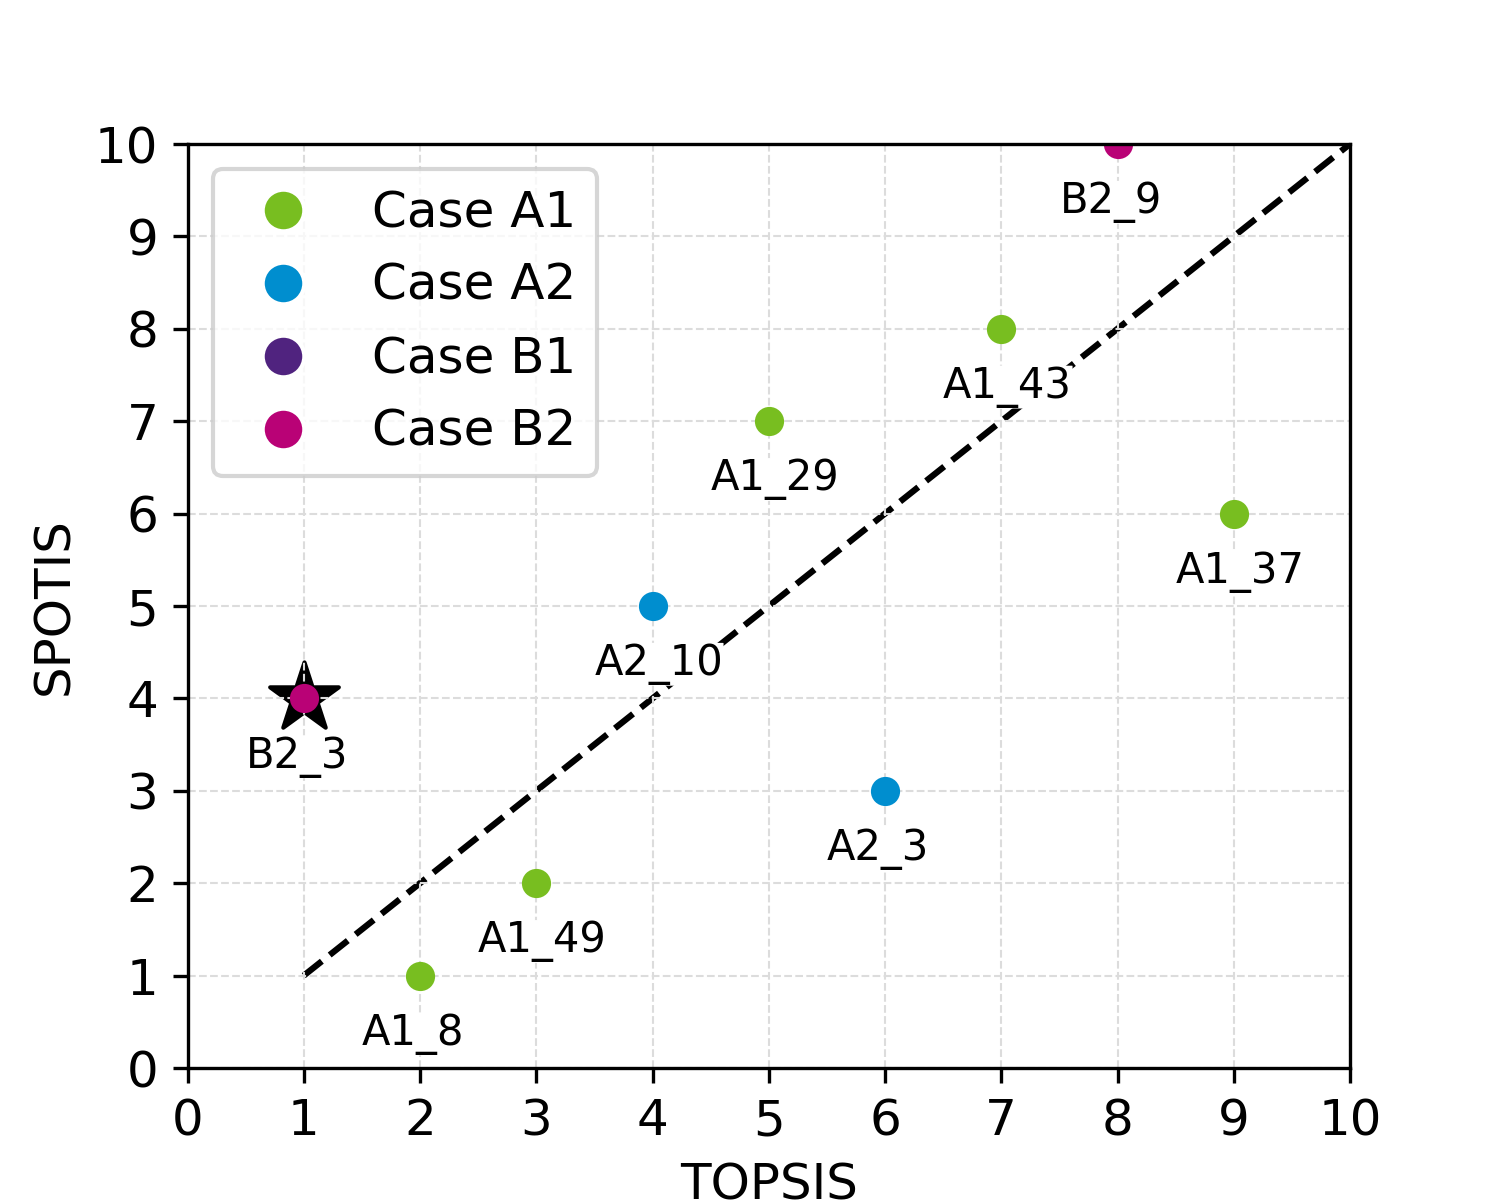 10
9
8
7
6
5
4
3
2
1
0
SPOTIS
Case A1
Case A2
Case B1
Case B2
B2_9
A1_43
A1_29
A1_37
A2_10
B2_3
A2_3
A1_49
A1_8
0 1 2 3 4 5 6 7 8 9 10
TOPSIS